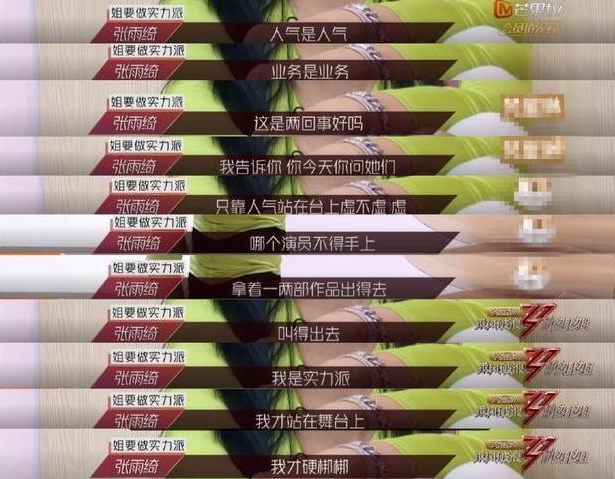 姐要做实力派
芒果tv
张雨绮
人气是人气
姐要做实力派
张雨绮
业务是业务
姐要做实力派
张雨绮
这是两回事好吗
姐要做实力派
张雨绮
我告诉你 你今天你问她们
姐要做实力派
张雨绮
只靠人气站在台上虚不虚 虚
姐要做实力派
张雨绮
哪个演员不得手上
姐要做实力派
张雨绮
拿着一两部作品出得去
姐要做实力派
张雨绮
叫得出去
姐要做实力派
张雨绮
我是实力派
姐要做实力派
张雨绮
我才站在舞台上
姐要做实力派
张雨绮
我才硬梆梆